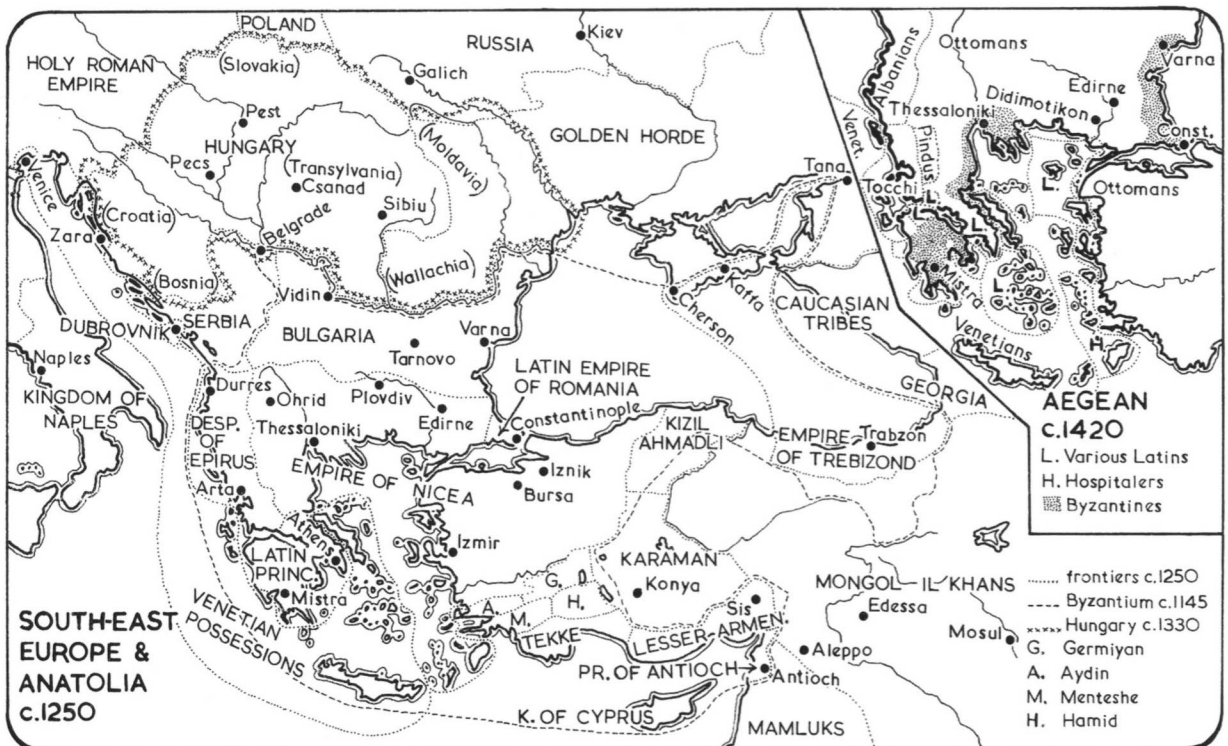 POLAND
HOLY ROMAN
EMPIRE
(Slovakia)
RUSSIA
Kiev
Galich
Pest
HUNGARY
Pecs
(Transylvania)
Csanad
Sibiu
(Moldavia)
GOLDEN HORDE
Tana
Venice
(Croatia)
Zara
Belgrade
(Bosnia)
(Wallachia)
Vidin
Kaffa
Cherson
CAUCASIAN
TRIBES
DUBROVNIK
SERBIA
BULGARIA
Varna
Tarnovo
Naples
KINGDOM OF
NAPLES
LATIN EMPIRE
OF ROMANIA
GEORGIA
Durres
Ohrid
Plovdiv
Edirne
Constantinople
Thessaloniki
DESP.
OF
EPIRUS
EMPIRE OF
NICEA
KIZIL
AHMADLI
EMPIRE
OF TREBIZOND
Trabzon
Iznik
Bursa
Arta
Athens
LATIN
PRINC.
Mistra
Izmir
KARAMAN
Konya
G.
H.
A.
M.
TEKKE
Sis
LESSER ARMEN.
MONGOL IL KHANS
Edessa
Mosul
Aleppo
PR. OF ANTIOCH
Antioch
VENETIAN
POSSESSIONS
K. OF CYPRUS
MAMLUKS
SOUTH-EAST
EUROPE &
ANATOLIA
c.1250
Albanians
Ottomans
Varna
Edirne
Didimotikon
Thessaloniki
Venet.
Pindus
Const.
Tocchi
L.
L.
L
Ottomans
L.
L.
Mistra
Venetians
H.
AEGEAN
c.1420
L. Various Latins
H. Hospitalers
Byzantines
frontiers c.1250
Byzantium c.1145
Hungary c.1330
G. Germiyan
A. Aydin
M. Menteshe
H. Hamid